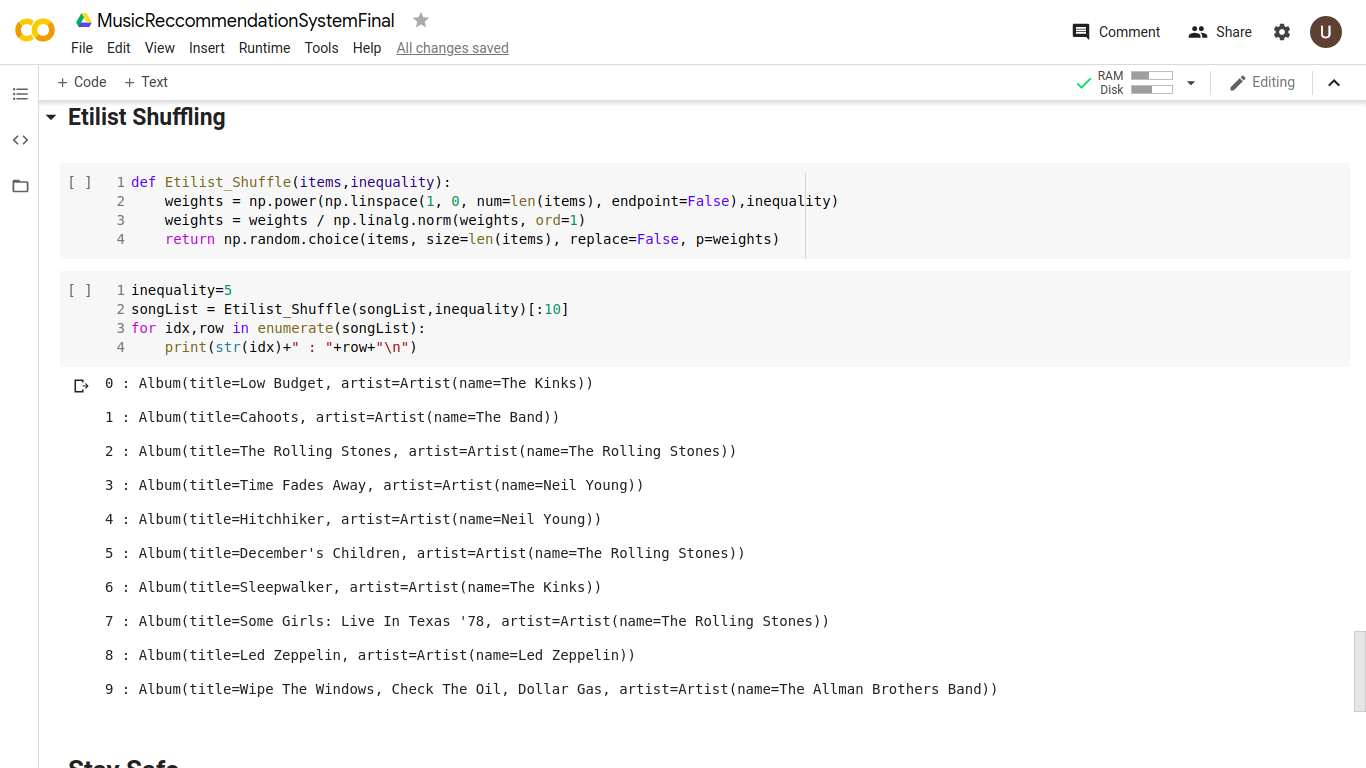 MusicReccommendationSystemFinal
File Edit View Insert Runtime Tools Help All changes saved
Comment Share U
+ Code + Text
RAM
Disk
Editing
Etilist Shuffling
[ ] 1 def Etilist_Shuffle(items,inequality):
2 weights = np.power(np.linspace(1, 0, num=len(items), endpoint=False),inequality)
3 weights = weights / np.linalg.norm(weights, ord=1)
4 return np.random.choice(items, size=len(items), replace=False, p=weights)
[ ] 1 inequality=5
2 songList = Etilist_Shuffle(songList,inequality)[:10]
3 for idx,row in enumerate(songList):
4 print(str(idx)+" : "+row+"\n")
0 : Album(title=Low Budget, artist=Artist(name=The Kinks))
1 : Album(title=Cahoots, artist=Artist(name=The Band))
2 : Album(title=The Rolling Stones, artist=Artist(name=The Rolling Stones))
3 : Album(title=Time Fades Away, artist=Artist(name=Neil Young))
4 : Album(title=Hitchhiker, artist=Artist(name=Neil Young))
5 : Album(title=December's Children, artist=Artist(name=The Rolling Stones))
6 : Album(title=Sleepwalker, artist=Artist(name=The Kinks))
7 : Album(title=Some Girls: Live In Texas '78, artist=Artist(name=The Rolling Stones))
8 : Album(title=Led Zeppelin, artist=Artist(name=Led Zeppelin))
9 : Album(title=Wipe The Windows, Check The Oil, Dollar Gas, artist=Artist(name=The Allman Brothers Band))
Stay Safe